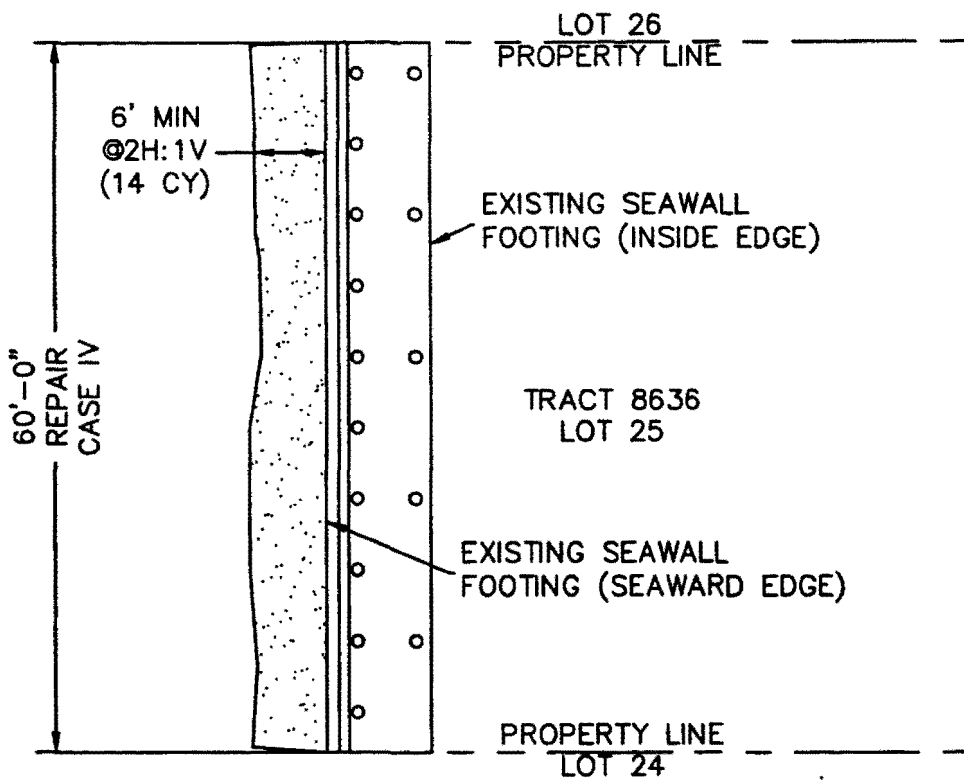 LOT 26
PROPERTY LINE
6' MIN
@2H:1V
(14 CY)
EXISTING SEAWALL
FOOTING (INSIDE EDGE)
60'-0"
REPAIR
CASE IV
TRACT 8636
LOT 25
EXISTING SEAWALL
FOOTING (SEAWARD EDGE)
PROPERTY LINE
LOT 24